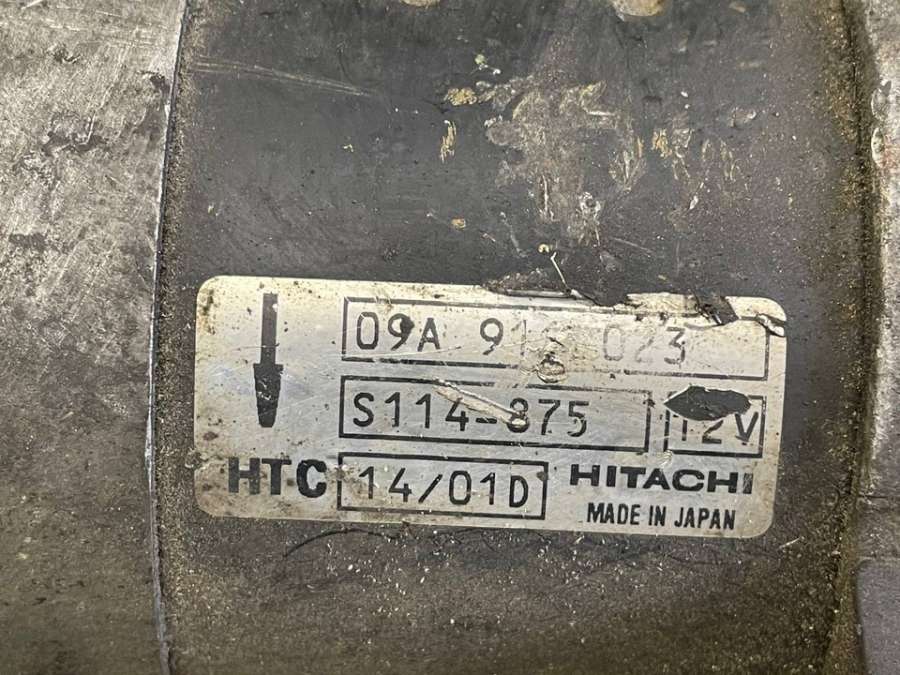 09A 023
S114-875 12V
HTC 14/01D HITACHI
MADE IN JAPAN